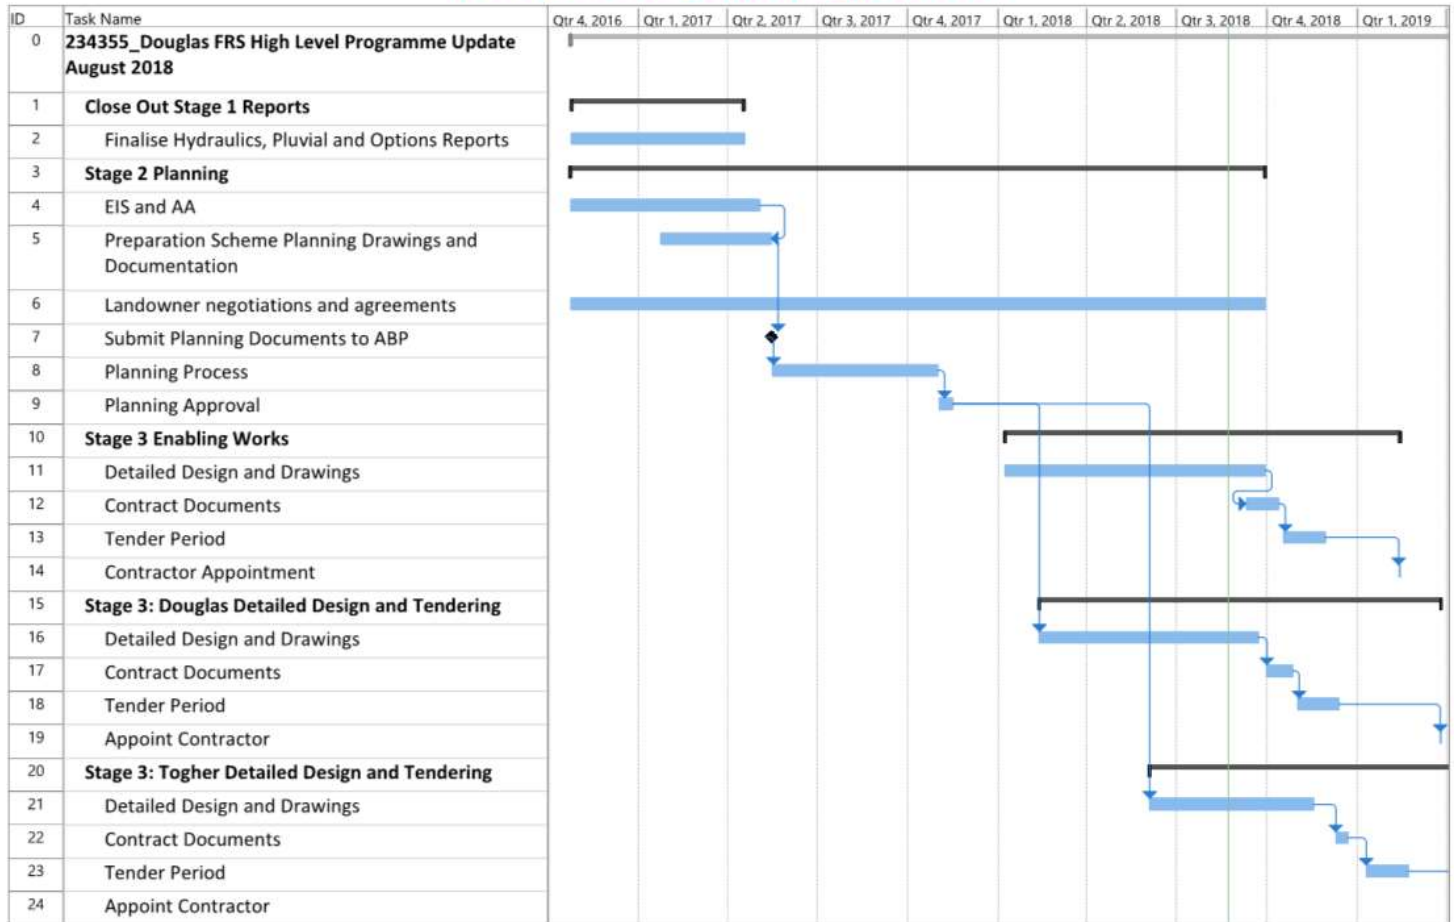 ID Task Name Qtr 4, 2016 Qtr 1, 2017 Qtr 2, 2017 Qtr 3, 2017 Qtr 4, 2017 Qtr 1, 2018 Qtr 2, 2018 Qtr 3, 2018 Qtr 4, 2018 Qtr 1, 2019
0 234355_Douglas FRS High Level Programme Update
August 2018
1 Close Out Stage 1 Reports
2 Finalise Hydraulics, Pluvial and Options Reports
3 Stage 2 Planning
4 EIS and AA
5 Preparation Scheme Planning Drawings and
Documentation
6 Landowner negotiations and agreements
7 Submit Planning Documents to ABP
8 Planning Process
9 Planning Approval
10 Stage 3 Enabling Works
11 Detailed Design and Drawings
12 Contract Documents
13 Tender Period
14 Contractor Appointment
15 Stage 3: Douglas Detailed Design and Tendering
16 Detailed Design and Drawings
17 Contract Documents
18 Tender Period
19 Appoint Contractor
20 Stage 3: Togher Detailed Design and Tendering
21 Detailed Design and Drawings
22 Contract Documents
23 Tender Period
24 Appoint Contractor